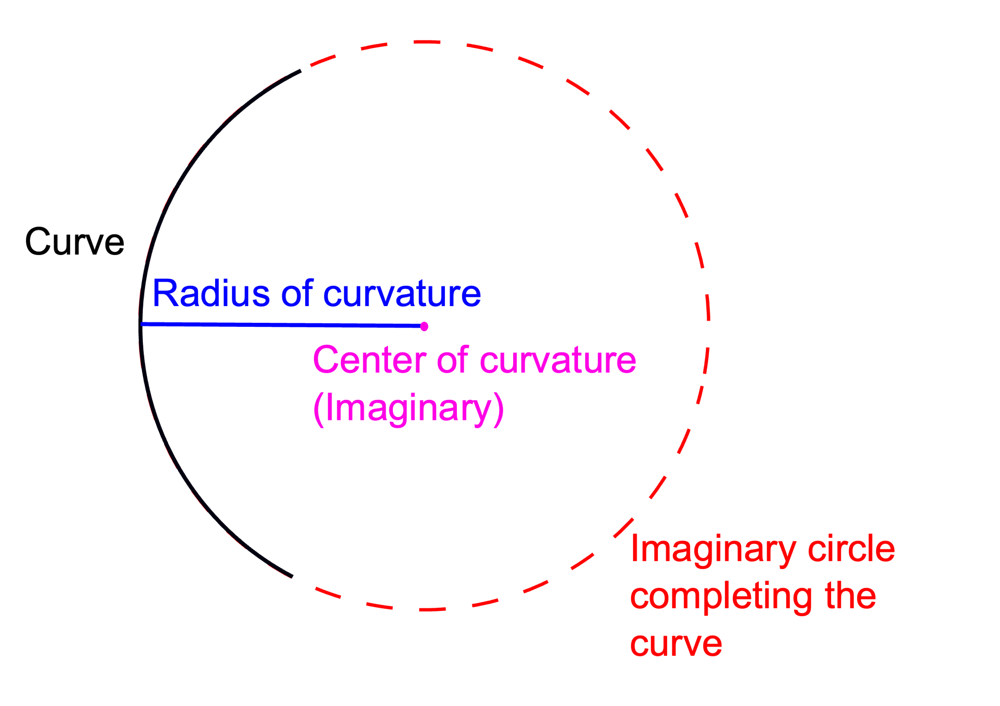 Curve
Radius of curvature
Center of curvature
(Imaginary)
Imaginary circle
completing the
curve